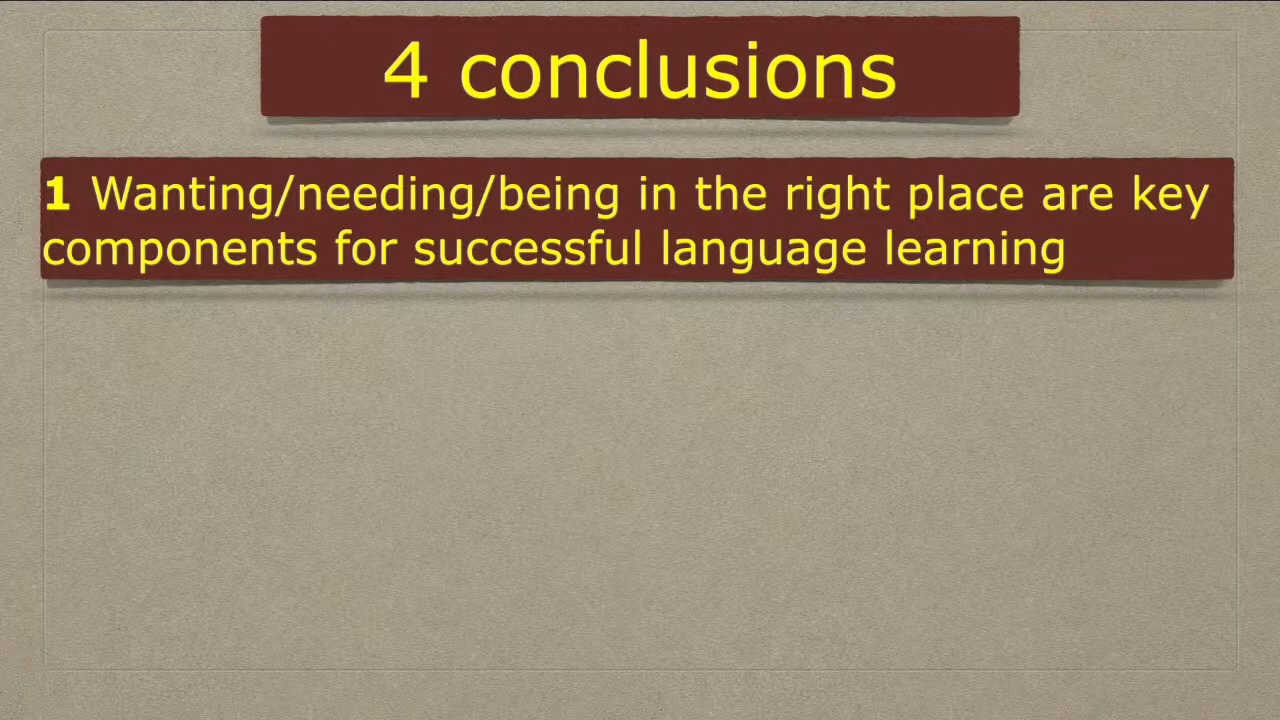 4 conclusions
1 Wanting/needing/being in the right place are key
components for successful language learning